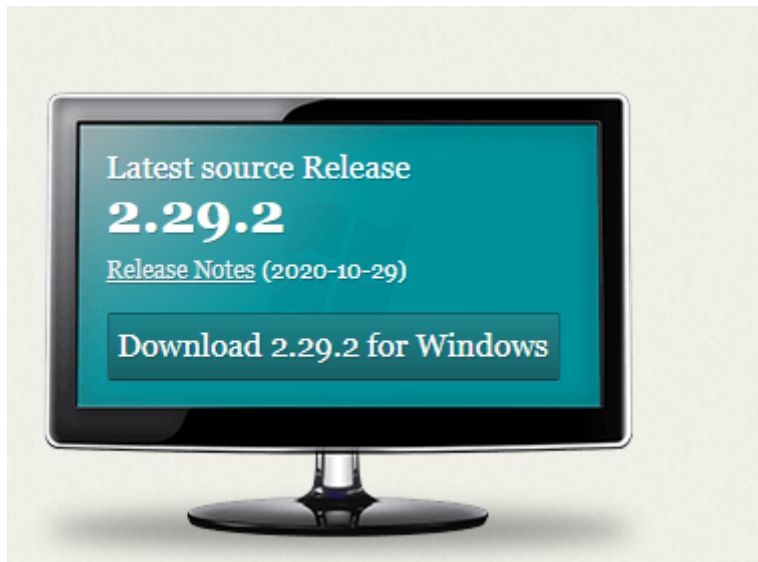 Latest source Release
2.29.2
Release Notes (2020-10-29)
Download 2.29.2 for Windows